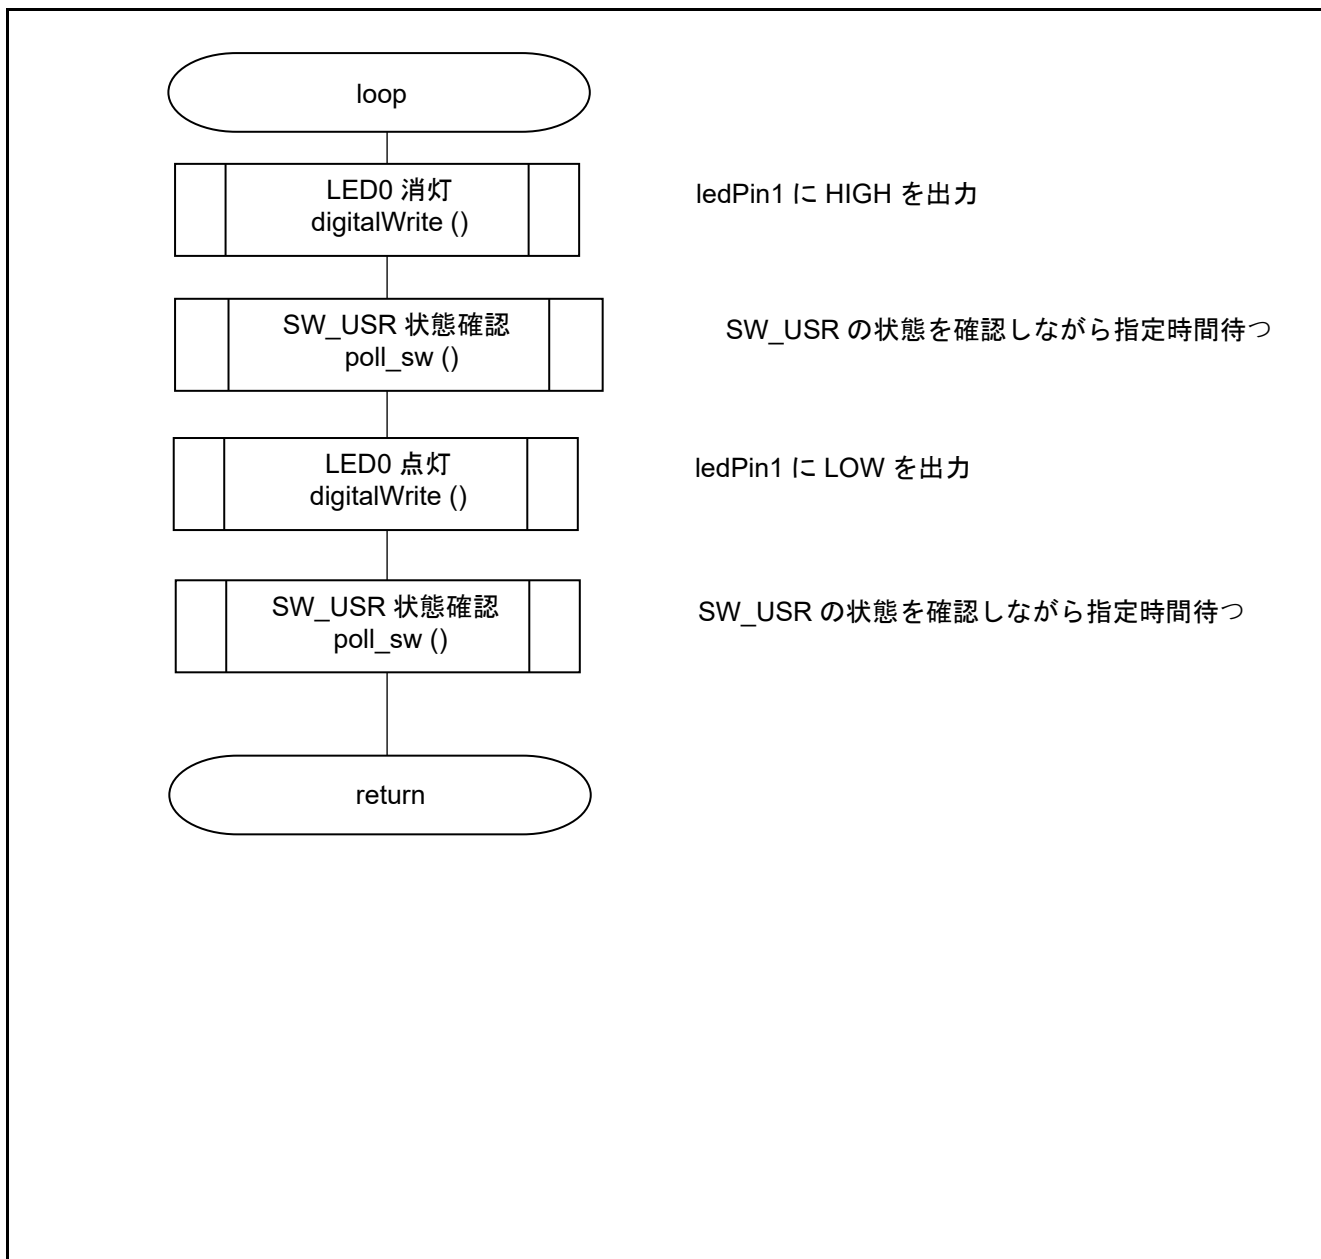 loop
LED0 消灯
digitalWrite ()
ledPin1 に HIGH を出力
SW_USR 状態確認
poll_sw ()
SW_USR の状態を確認しながら指定時間待つ
LED0 点灯
digitalWrite ()
ledPin1 に LOW を出力
SW_USR 状態確認
poll_sw ()
SW_USR の状態を確認しながら指定時間待つ
return